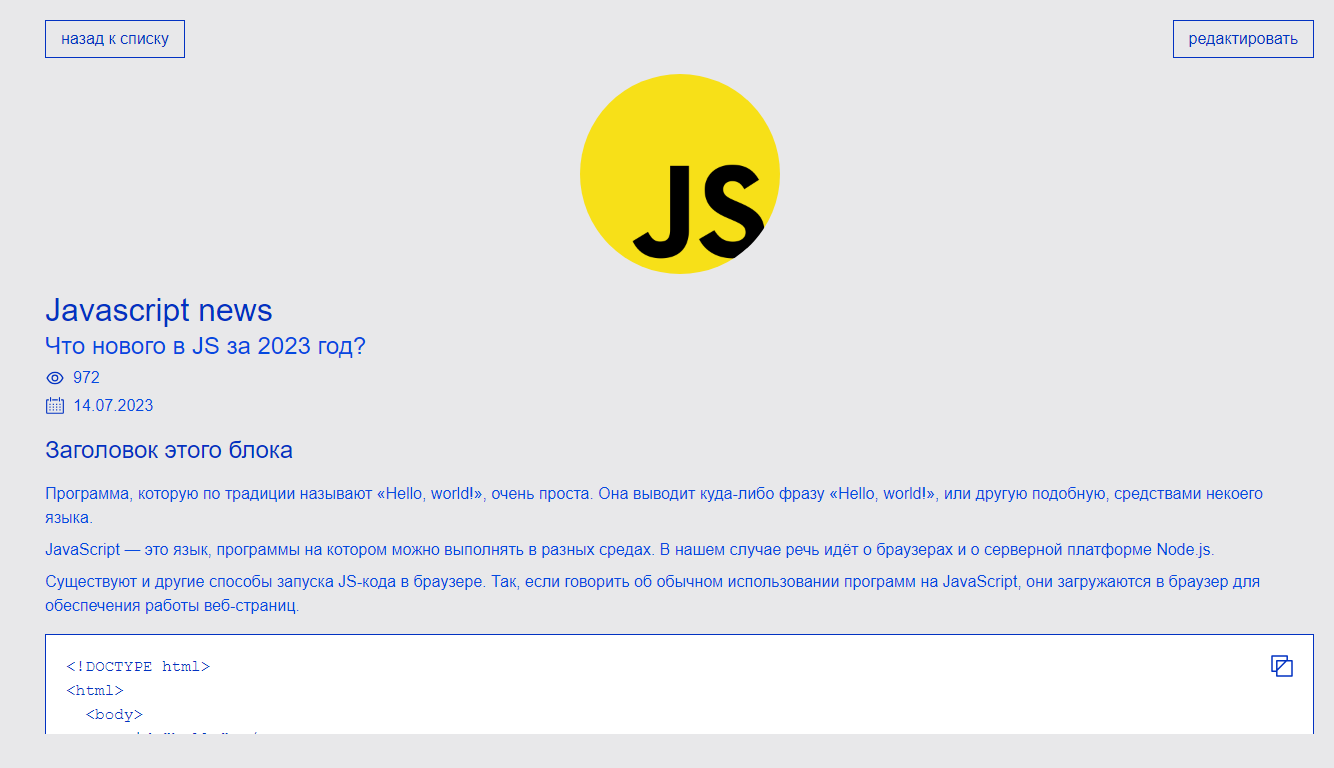 назад к списку
редактировать
JS
Javascript news
Что нового в JS за 2023 год?
972
14.07.2023
Заголовок этого блока
Программа, которую по традиции называют «Hello, world!», очень проста. Она выводит куда-либо фразу «Hello, world!», или другую подобную, средствами некоего
языка.
JavaScript — это язык, программы на котором можно выполнять в разных средах. В нашем случае речь идёт о браузерах и о серверной платформе Node.js.
Существуют и другие способы запуска JS-кода в браузере. Так, если говорить об обычном использовании программ на JavaScript, они загружаются в браузер для
обеспечения работы веб-страниц.
<!DOCTYPE html>
<html>
<body>